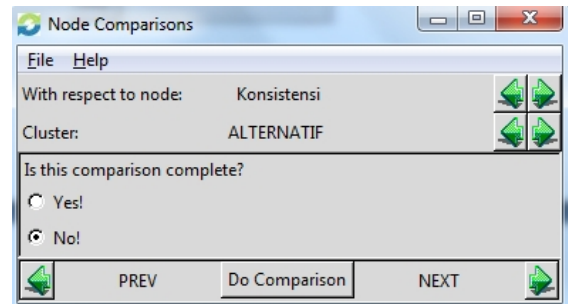 Node Comparisons
File Help
With respect to node: Konsistensi
Cluster: ALTERNATIF
Is this comparison complete?
Yes!
No!
PREV Do Comparison NEXT